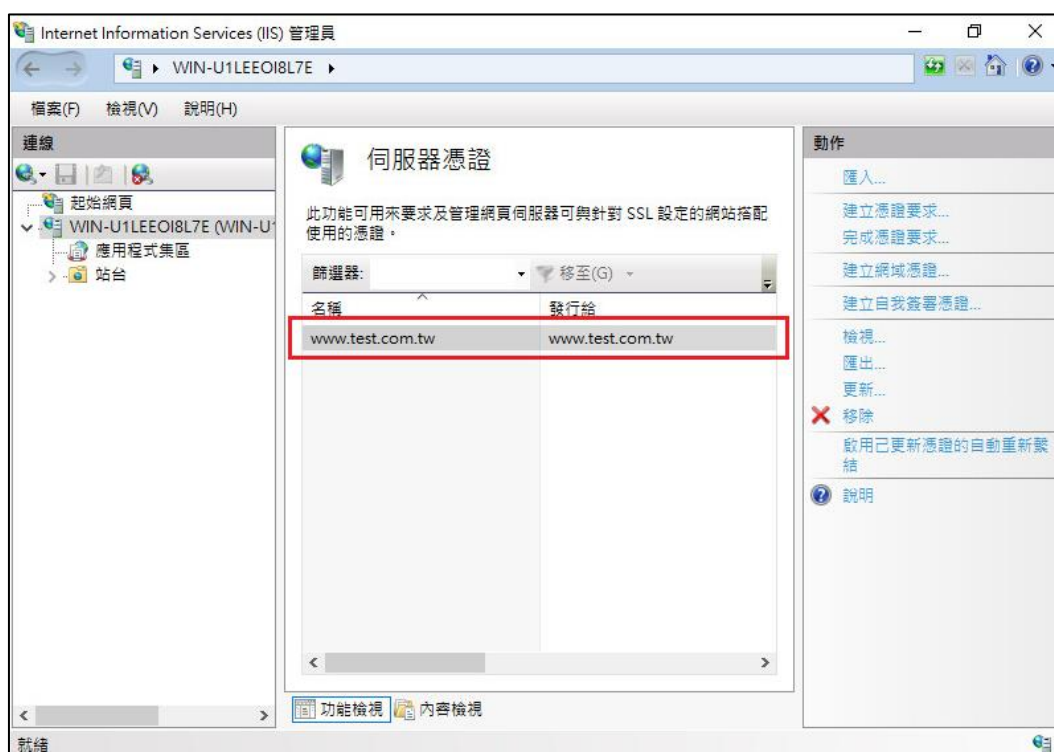 Internet Information Services (IIS) 管理員
WIN-U1LEEOI8L7E
檔案(F) 檢視(V) 說明(H)
連線
起始網頁
WIN-U1LEEOI8L7E (WIN-U1
應用程式集區
站台
伺服器憑證
此功能可用來要求及管理網頁伺服器可與針對 SSL 設定的網站搭配
使用的憑證。
篩選器: 移至(G)
名稱 發行給
www.test.com.tw www.test.com.tw
功能檢視 內容檢視
動作
匯入...
建立憑證要求...
完成憑證要求...
建立網域憑證...
建立自我簽署憑證...
檢視...
匯出...
更新...
移除
啟用已更新憑證的自動重新繫
結
說明
就緒